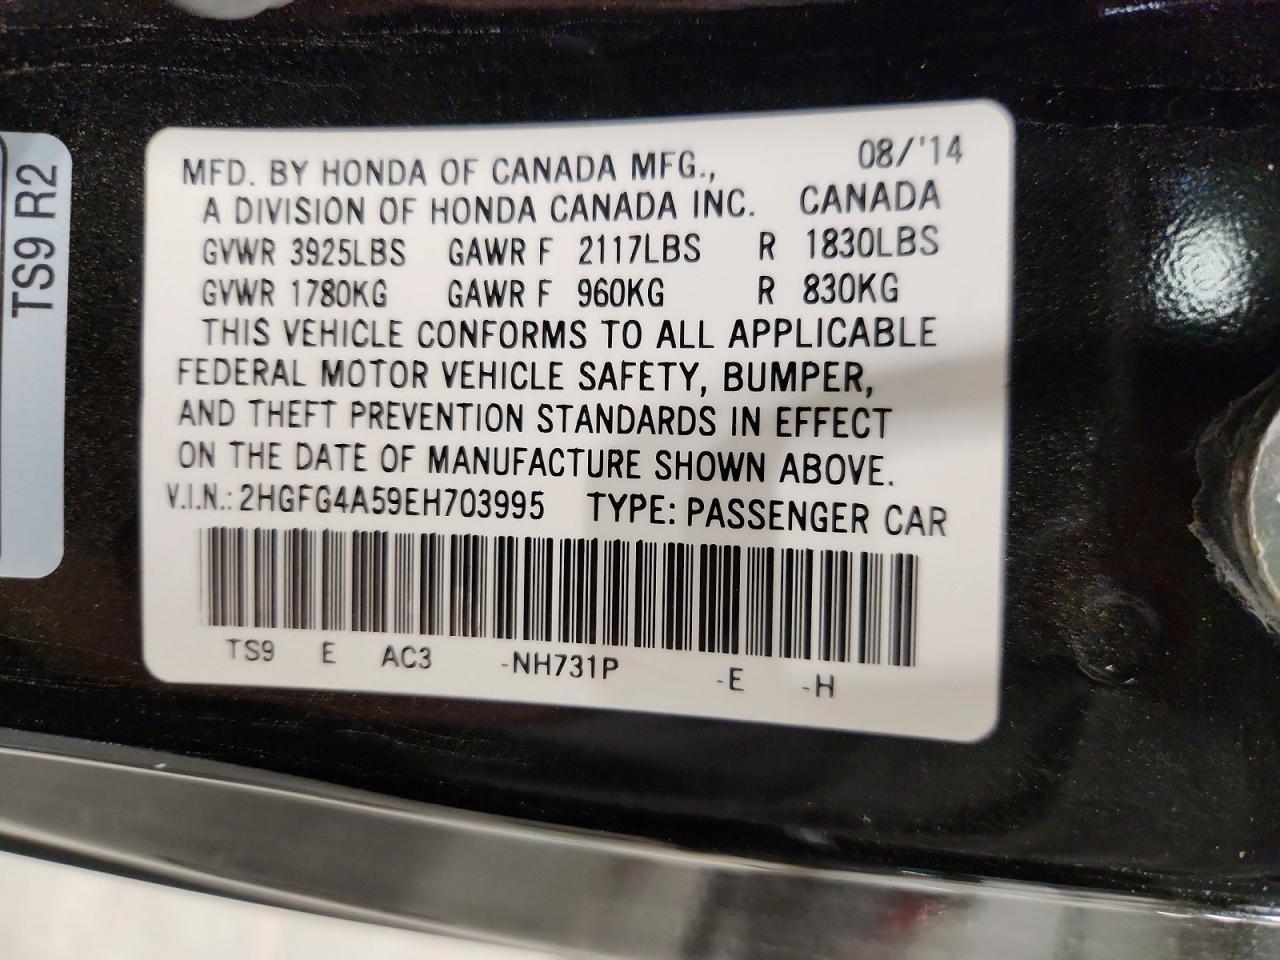 TS9 R2
MFD. BY HONDA OF CANADA MFG., 08/'14
A DIVISION OF HONDA CANADA INC. CANADA
GVWR 3925LBS GAWR F 2117LBS R 1830LBS
GVWR 1780KG GAWR F 960KG R 830KG
THIS VEHICLE CONFORMS TO ALL APPLICABLE
FEDERAL MOTOR VEHICLE SAFETY, BUMPER,
AND THEFT PREVENTION STANDARDS IN EFFECT
ON THE DATE OF MANUFACTURE SHOWN ABOVE.
V.I.N.: 2HGFG4A59EH703995 TYPE: PASSENGER CAR
TS9 E AC3 -NH731P -E -H